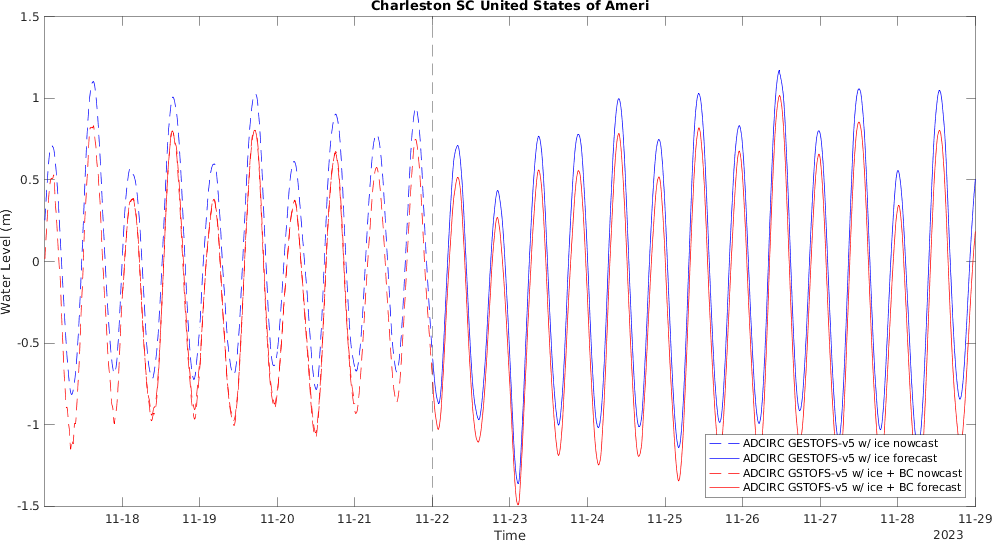 Charleston SC United States of Ameri
Water Level (m)
1.5
1
0.5
0
-0.5
-1
-1.5
ADCIRC GESTOFS-v5 w/ ice nowcast
ADCIRC GESTOFS-v5 w/ ice forecast
ADCIRC GSTOFS-v5 w/ ice + BC nowcast
ADCIRC GSTOFS-v5 w/ ice + BC forecast
11-18 11-19 11-20 11-21 11-22 11-23 11-24 11-25 11-26 11-27 11-28 11-29
Time
2023